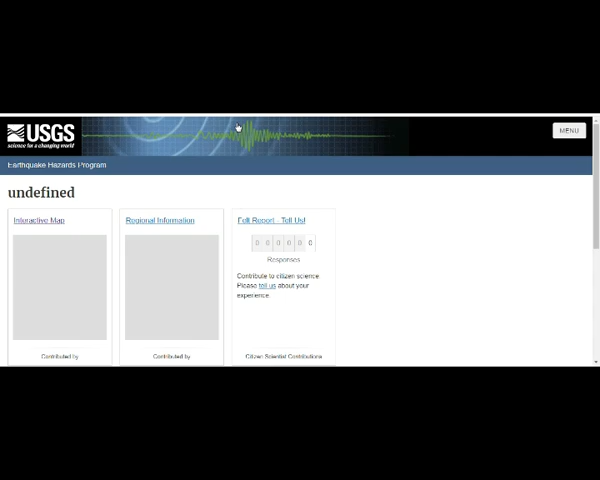 USGS
science for a changing world
MENU
Earthquake Hazards Program
undefined
Interactive Map
Regional Information
Felt Report - Tell Us!
0 0 0 0 0 0
Responses
Contribute to citizen science.
Please tell us about your
experience.
Contributed by
Contributed by
Citizen Scientist Contributions